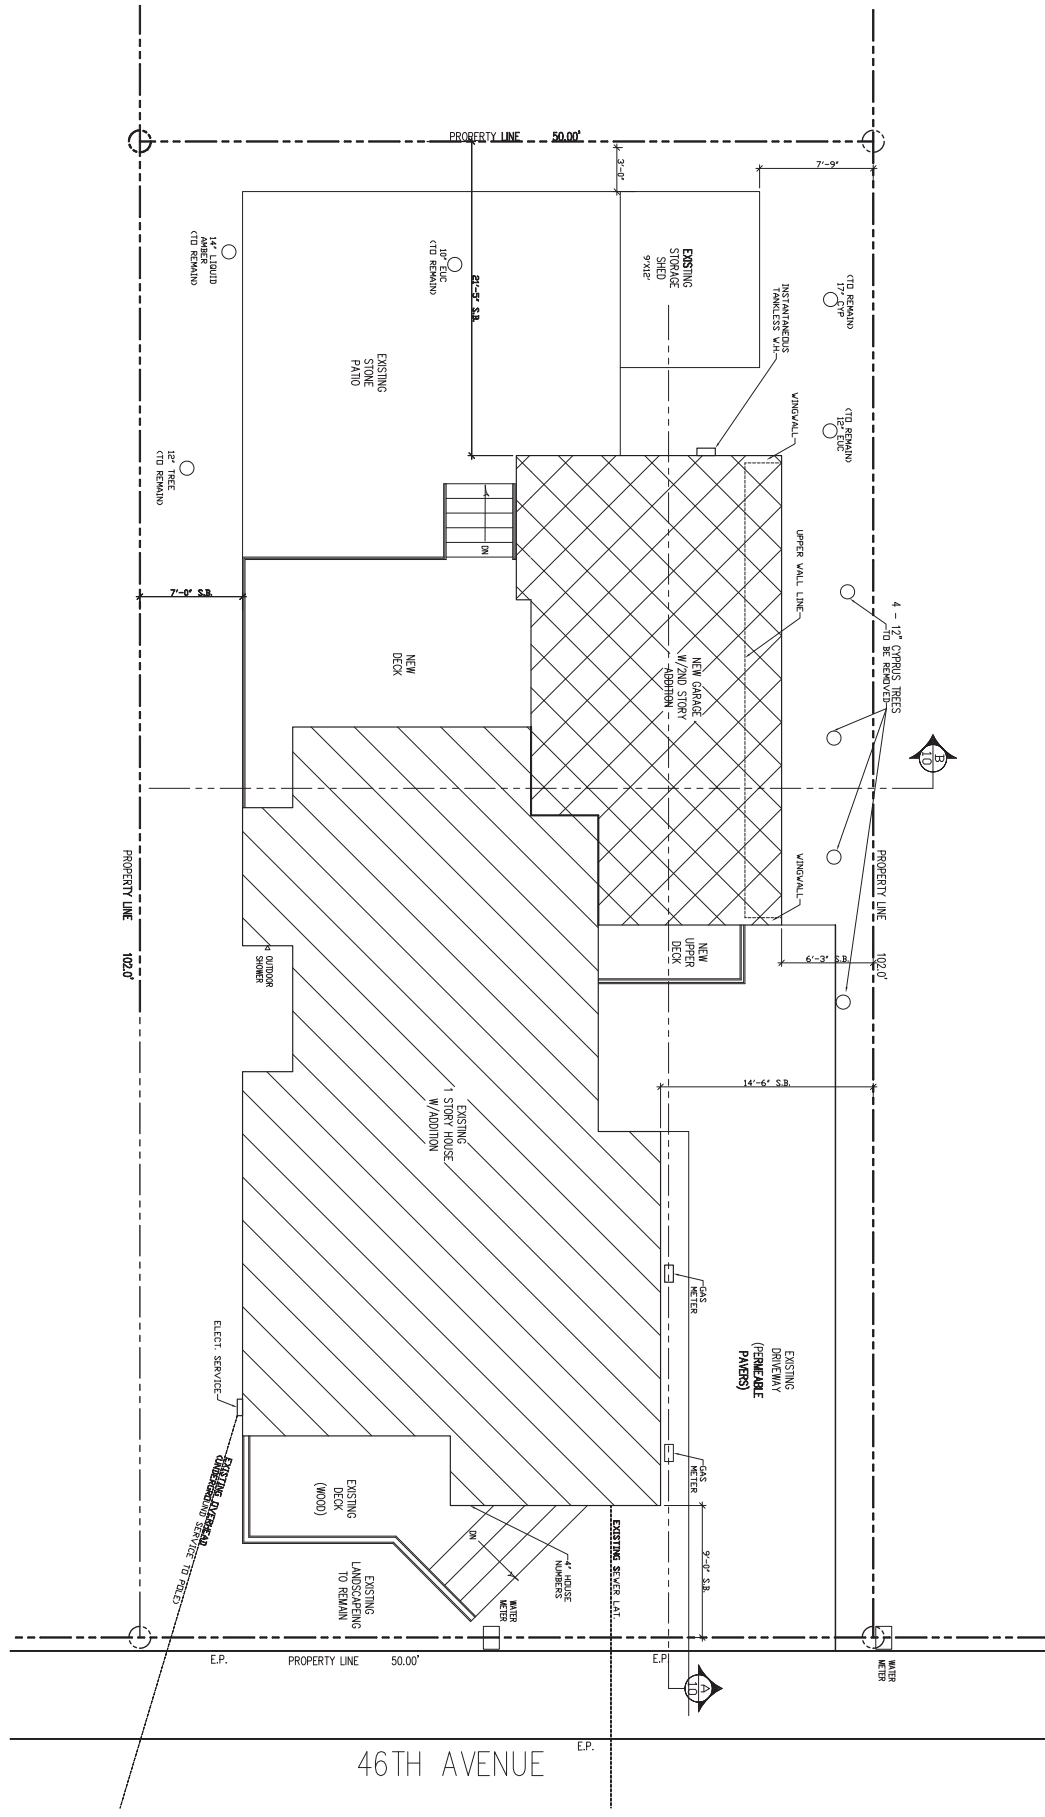 PROPERTY LINE 50.00'
3'-0"
7'-9"
14" LIQUID
AMBER
(TO REMAIN)
10" EUC
(TO REMAIN)
21'-5" S.B.
EXISTING
STORAGE
SHED
9'X12'
INSTANTANEOUS
TANKLESS W.H.
(TO REMAIN)
17" CYP
EXISTING
STONE
PATIO
WINGWALL
(TO REMAIN)
12" EUC
12" TREE
(TO REMAIN)
DN
UPPER WALL LINE
7'-0" S.B.
NEW
DECK
NEW GARAGE
W/2ND STORY
ADDITION
4 - 12" CYPRUS TREES
TO BE REMOVED
B
10
PROPERTY LINE 102.0'
WINGWALL
PROPERTY LINE 102.0'
OUTDOOR
SHOWER
NEW
UPPER
DECK
6'-3" S.B.
14'-6" S.B.
EXISTING
1 STORY HOUSE
W/ADDITION
GAS
METER
ELECT. SERVICE
EXISTING
DRIVEWAY
(PERMEABLE
PAVERS)
GAS
METER
EXISTING OVERHEAD
(UNDERGROUND SERVICE TO POLE)
EXISTING
DECK
(WOOD)
DN
4" HOUSE
NUMBERS
EXISTING SEWER LAT.
9'-0" S.B.
EXISTING
LANDSCAPEING
TO REMAIN
WATER
METER
WATER
METER
E.P.
PROPERTY LINE 50.00'
E.P.
A
10
E.P.
46TH AVENUE